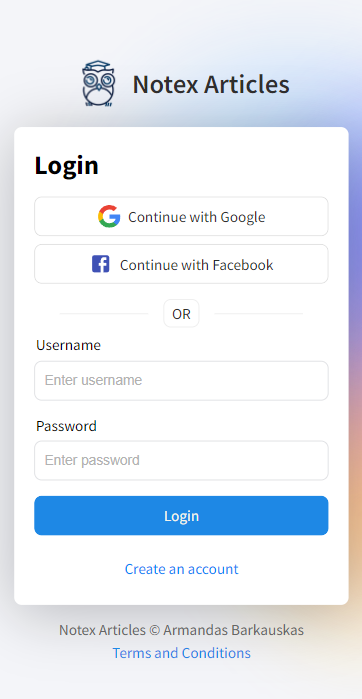 Notex Articles
Login
Continue with Google
Continue with Facebook
OR
Username
Enter username
Password
Enter password
Login
Create an account
Notex Articles © Armandas Barkauskas
Terms and Conditions